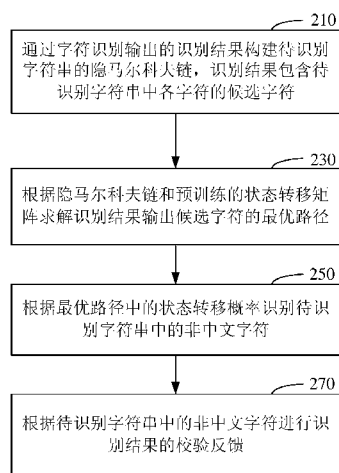 210
通过字符识别输出的识别结果构建待识别
字符串的隐马尔科夫链，识别结果包含待
识别字符串中各字符的候选字符
230
根据隐马尔科夫链和预训练的状态转移矩
阵求解识别结果输出候选字符的最优路径
250
根据最优路径中的状态转移概率识别待识
别字符串中的非中文字符
270
根据待识别字符串中的非中文字符进行识
别结果的校验反馈